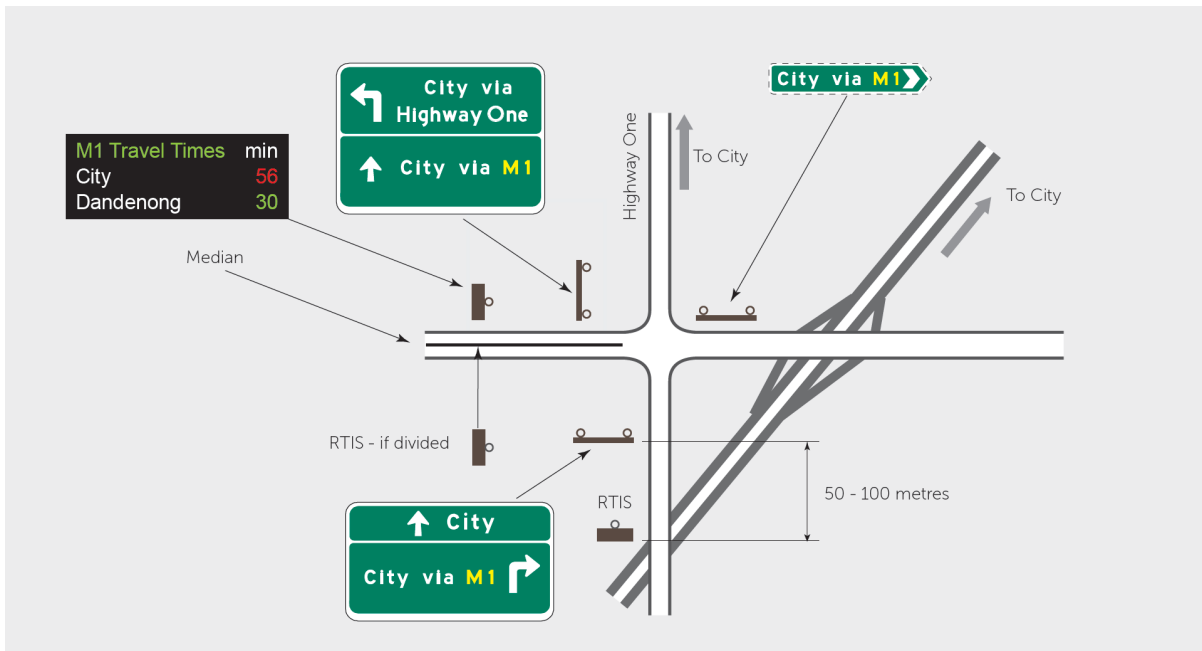 City via
Highway One
City via M1
City via M1
M1 Travel Times min
City 56
Dandenong 30
Highway One
To City
To City
Median
RTIS - if divided
RTIS
50 - 100 metres
City
City via M1